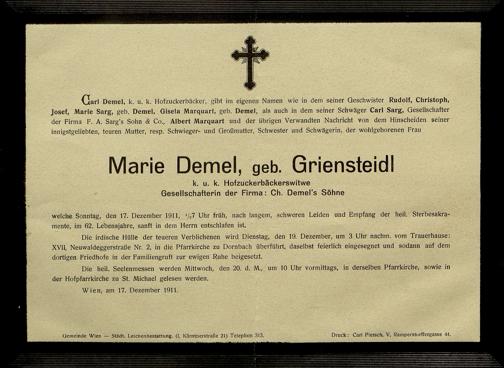 Carl Demel, k. u. k. Hofzuckerbäcker, gibt im eigenen Namen wie in dem seiner Geschwister Rudolf, Christoph,
Josef, Marie Sarg, geb. Demel, Gisela Marquart, geb. Demel, als auch in dem seiner Schwäger Carl Sarg, Gesellschafter
der Firma F. A. Sarg's Sohn & Co., Albert Marquart und der übrigen Verwandten Nachricht von dem Hinscheiden seiner
innigstgeliebten, teuren Mutter, resp. Schwieger- und Großmutter, Schwester und Schwägerin, der wohlgeborenen Frau
Marie Demel, geb. Griensteidl
k. u. k. Hofzuckerbäckerswitwe
Gesellschafterin der Firma: Ch. Demel's Söhne
welche Sonntag, den 17. Dezember 1911, 7 Uhr früh, nach langem, schweren Leiden und Empfang der heil. Sterbesakra-
mente, im 62. Lebensjahre, sanft in dem Herrn entschlafen ist.
Die irdische Hülle der teuren Verblichenen wird Dienstag, den 19. Dezember, um 3 Uhr nachm. vom Trauerhause:
XVII, Neuwaldeggerstraße Nr. 2, in die Pfarrkirche zu Dornbach überführt, daselbst feierlich eingesegnet und sodann auf dem
dortigen Friedhofe in der Familiengruft zur ewigen Ruhe beigesetzt.
Die heil. Seelenmessen werden Mittwoch, den 20. d. M., um 10 Uhr vormittags, in derselben Pfarrkirche, sowie in
der Hofpfarrkirche zu St. Michael gelesen werden.
Wien, am 17. Dezember 1911.
Gemeinde Wien — Städt. Leichenbestattung. (I. Kärntnerstraße 21) Telephon 313.
Druck: Carl Pietsch, V, Ramperstorffergasse 41.